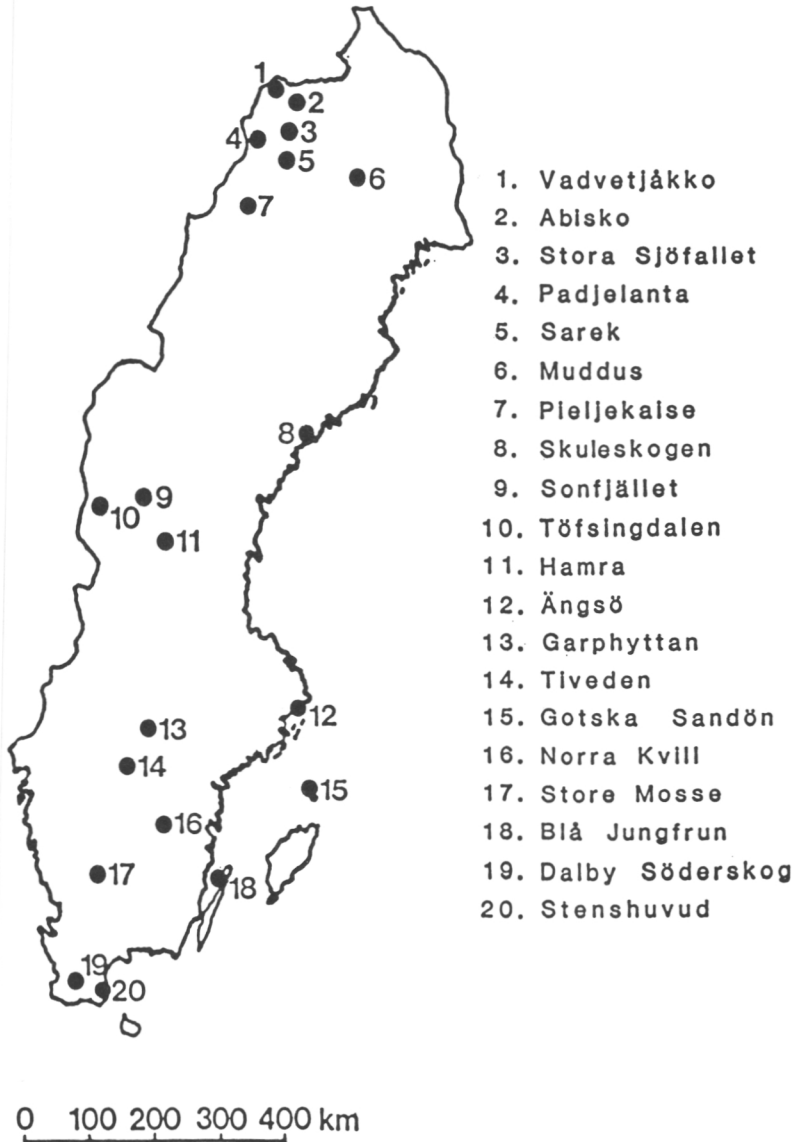 1
2
3
4
5
6
7
8
9
10
11
12
13
14
15
16
17
18
19
20
1. Vadvetjåkko
2. Abisko
3. Stora Sjöfallet
4. Padjelanta
5. Sarek
6. Muddus
7. Pieljekaise
8. Skuleskogen
9. Sonfjället
10. Töfsingdalen
11. Hamra
12. Ängsö
13. Garphyttan
14. Tiveden
15. Gotska Sandön
16. Norra Kvill
17. Store Mosse
18. Blå Jungfrun
19. Dalby Söderskog
20. Stenshuvud
0 100 200 300 400 km